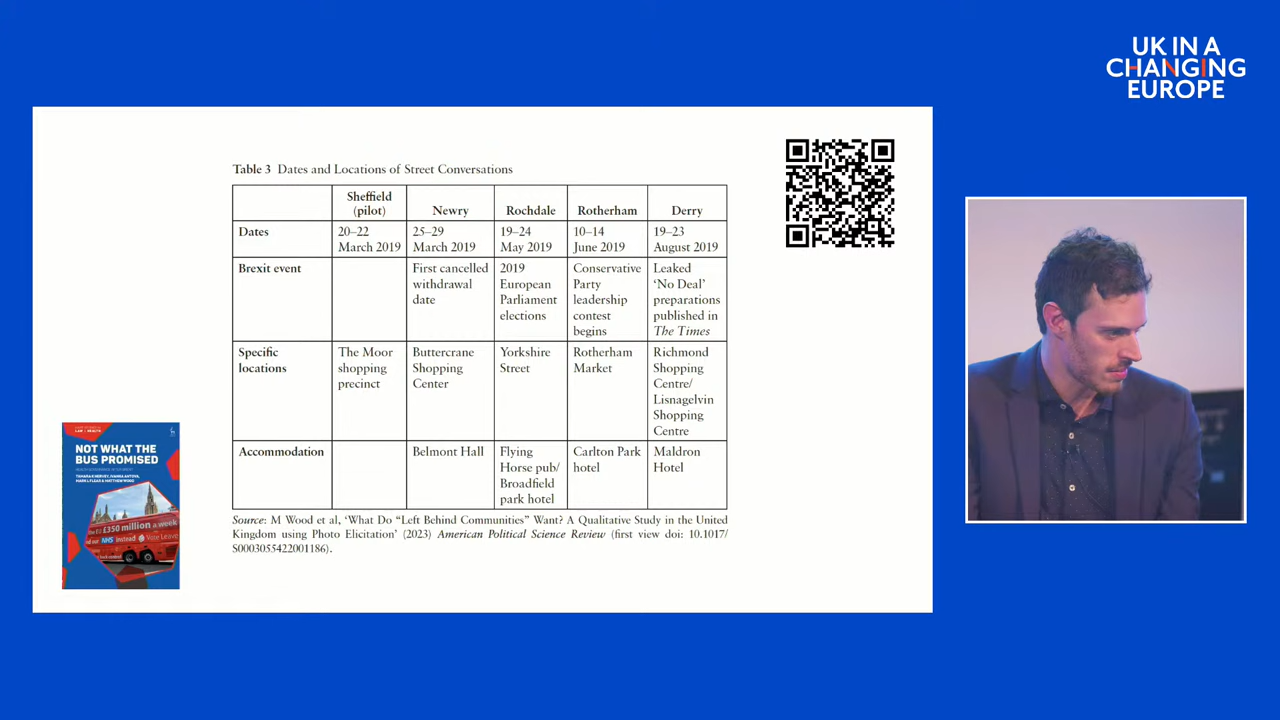 UK IN A
CHANGING
EUROPE
Table 3 Dates and Locations of Street Conversations
Sheffield
(pilot)
Newry
Rochdale
Rotherham
Derry
Dates
20–22
March 2019
25–29
March 2019
19–24
May 2019
10–14
June 2019
19–23
August 2019
Brexit event
First cancelled
withdrawal
date
2019
European
Parliament
elections
Conservative
Party
leadership
contest
begins
Leaked
‘No Deal’
preparations
published in
The Times
Specific
locations
The Moor
shopping
precinct
Buttercrane
Shopping
Center
Yorkshire
Street
Rotherham
Market
Richmond
Shopping
Centre/
Lisnagelvin
Shopping
Centre
Accommodation
Belmont Hall
Flying
Horse pub/
Broadfield
park hotel
Carlton Park
hotel
Maldron
Hotel
Source: M Wood et al, ‘What Do “Left Behind Communities” Want? A Qualitative Study in the United
Kingdom using Photo Elicitation’ (2023) American Political Science Review (first view doi: 10.1017/
S0003055422001186).
NOT WHAT THE
BUS PROMISED
£350 million a week
NHS instead
Vote Leave